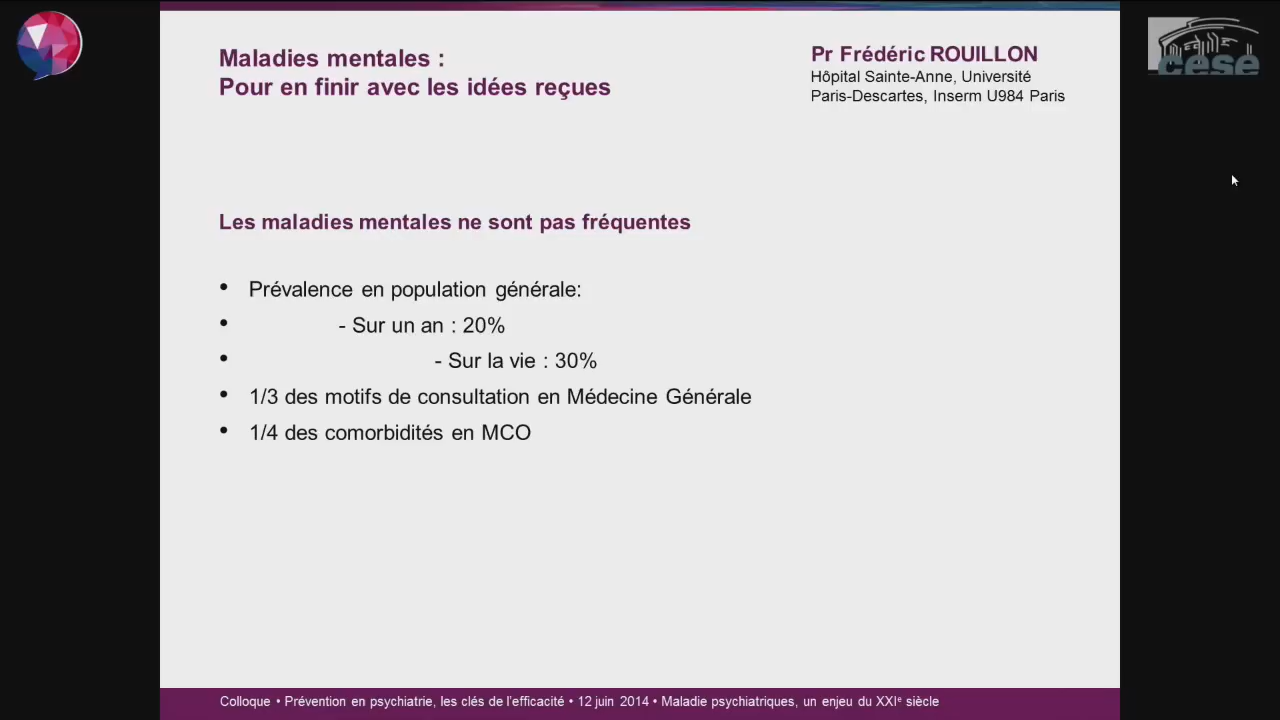 Maladies mentales :
Pour en finir avec les idées reçues
Pr Frédéric ROUILLON
Hôpital Sainte-Anne, Université
Paris-Descartes, Inserm U984 Paris
cese
Les maladies mentales ne sont pas fréquentes
• Prévalence en population générale:
• - Sur un an : 20%
• - Sur la vie : 30%
• 1/3 des motifs de consultation en Médecine Générale
• 1/4 des comorbidités en MCO
Colloque • Prévention en psychiatrie, les clés de l'efficacité • 12 juin 2014 • Maladie psychiatriques, un enjeu du XXIe siècle